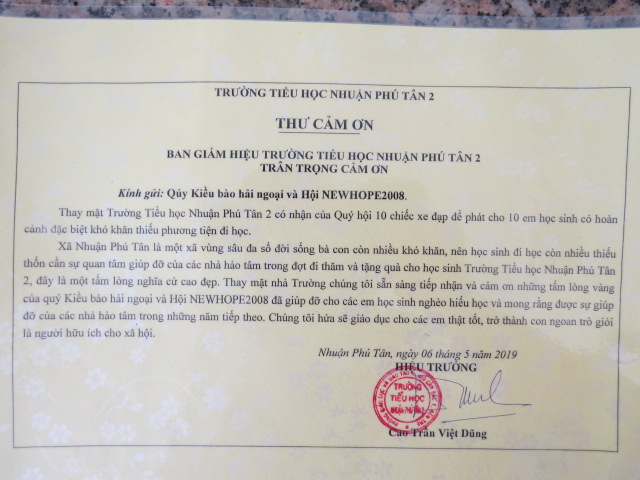 TRƯỜNG TIỂU HỌC NHUẬN PHÚ TÂN 2
THƯ CẢM ƠN
BAN GIÁM HIỆU TRƯỜNG TIỂU HỌC NHUẬN PHÚ TÂN 2
TRÂN TRỌNG CẢM ƠN
Kính gửi: Qúy Kiều bào hải ngoại và Hội NEWHOPE2008.
Thay mặt Trường Tiểu học Nhuận Phú Tân 2 có nhận của Quý hội 10 chiếc xe đạp để phát cho 10 em học sinh có hoàn
cảnh đặc biệt khó khăn thiếu phương tiện đi học.
Xã Nhuận Phú Tân là một xã vùng sâu đa số đời sống bà con còn nhiều khó khăn, nên học sinh đi học còn nhiều thiếu
thốn cần sự quan tâm giúp đỡ của các nhà hảo tâm trong đợt đi thăm và tặng quà cho học sinh Trường Tiểu học Nhuận Phú Tân
2, đây là một tấm lòng nghĩa cử cao đẹp. Thay mặt nhà Trường chúng tôi sẵn sàng tiếp nhận và cảm ơn những tấm lòng vàng
của quý Kiều bào hải ngoại và Hội NEWHOPE2008 đã giúp đỡ cho các em học sinh nghèo hiếu học và mong rằng được sự giúp
đỡ của các nhà hảo tâm trong những năm tiếp theo. Chúng tôi hứa sẽ giáo dục cho các em thật tốt, trở thành con ngoan trò giỏi
là người hữu ích cho xã hội.
Nhuận Phú Tân, ngày 06 tháng 5 năm 2019
HIỆU TRƯỞNG
TRƯỜNG
TIỂU HỌC
NHUẬN PHÚ TÂN 2
Cao Trần Việt Dũng